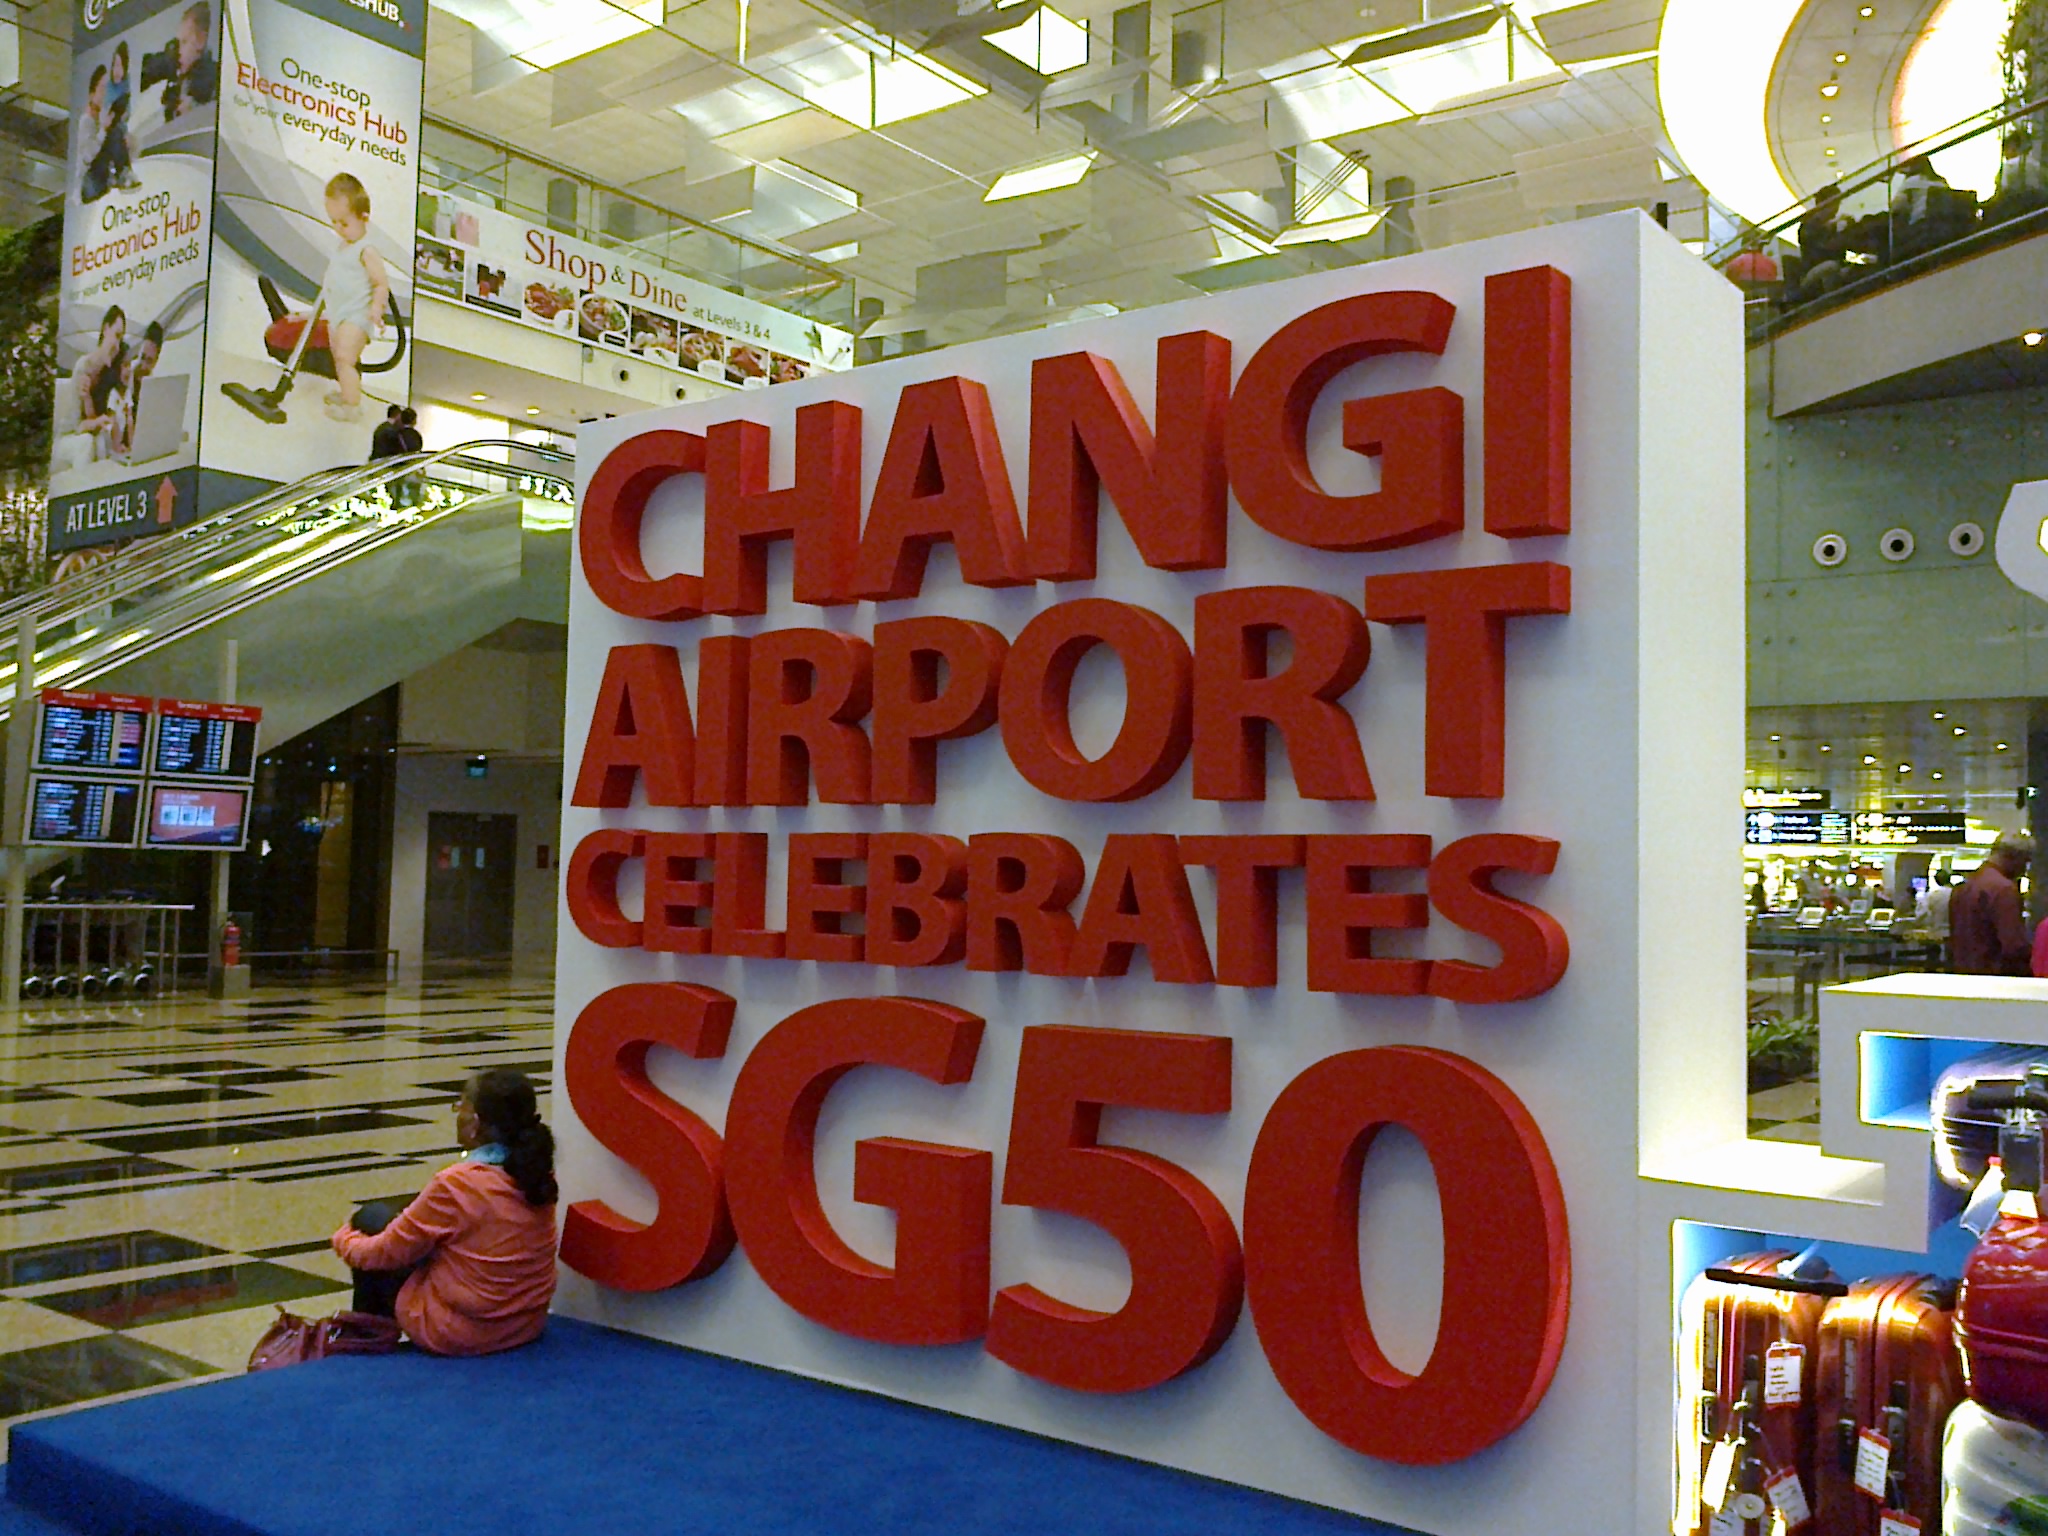 One-stop
Electronics Hub
for your everyday needs
One-stop
Electronics Hub
for your everyday needs
AT LEVEL 3
Shop & Dine at Levels 3 & 4
CHANGI
AIRPORT
CELEBRATES
SG50